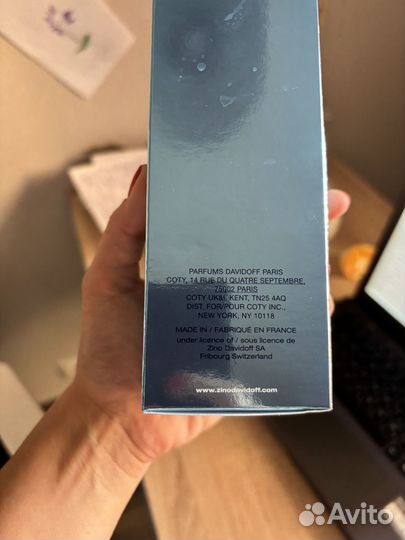 PARFUMS DAVIDOFF PARIS
COTY, 14 RUE DU QUATRE SEPTEMBRE,
75002 PARIS
COTY UK&I, KENT, TN25 4AQ
DIST. FOR/POUR COTY INC.,
NEW YORK, NY 10118
MADE IN / FABRIQUÉ EN FRANCE
under licence of / sous licence de
Zino Davidoff SA
Fribourg Switzerland
www.zinodavidoff.com
Avito